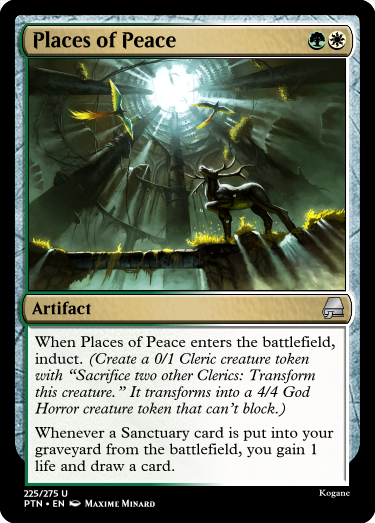 Places of Peace
Artifact
When Places of Peace enters the battlefield,
induct. (Create a 0/1 Cleric creature token
with “Sacrifice two other Clerics: Transform
this creature.” It transforms into a 4/4 God
Horror creature token that can’t block.)
Whenever a Sanctuary card is put into your
graveyard from the battlefield, you gain 1
life and draw a card.
225/275 U
PTN • EN Maxime Minard
Kogane